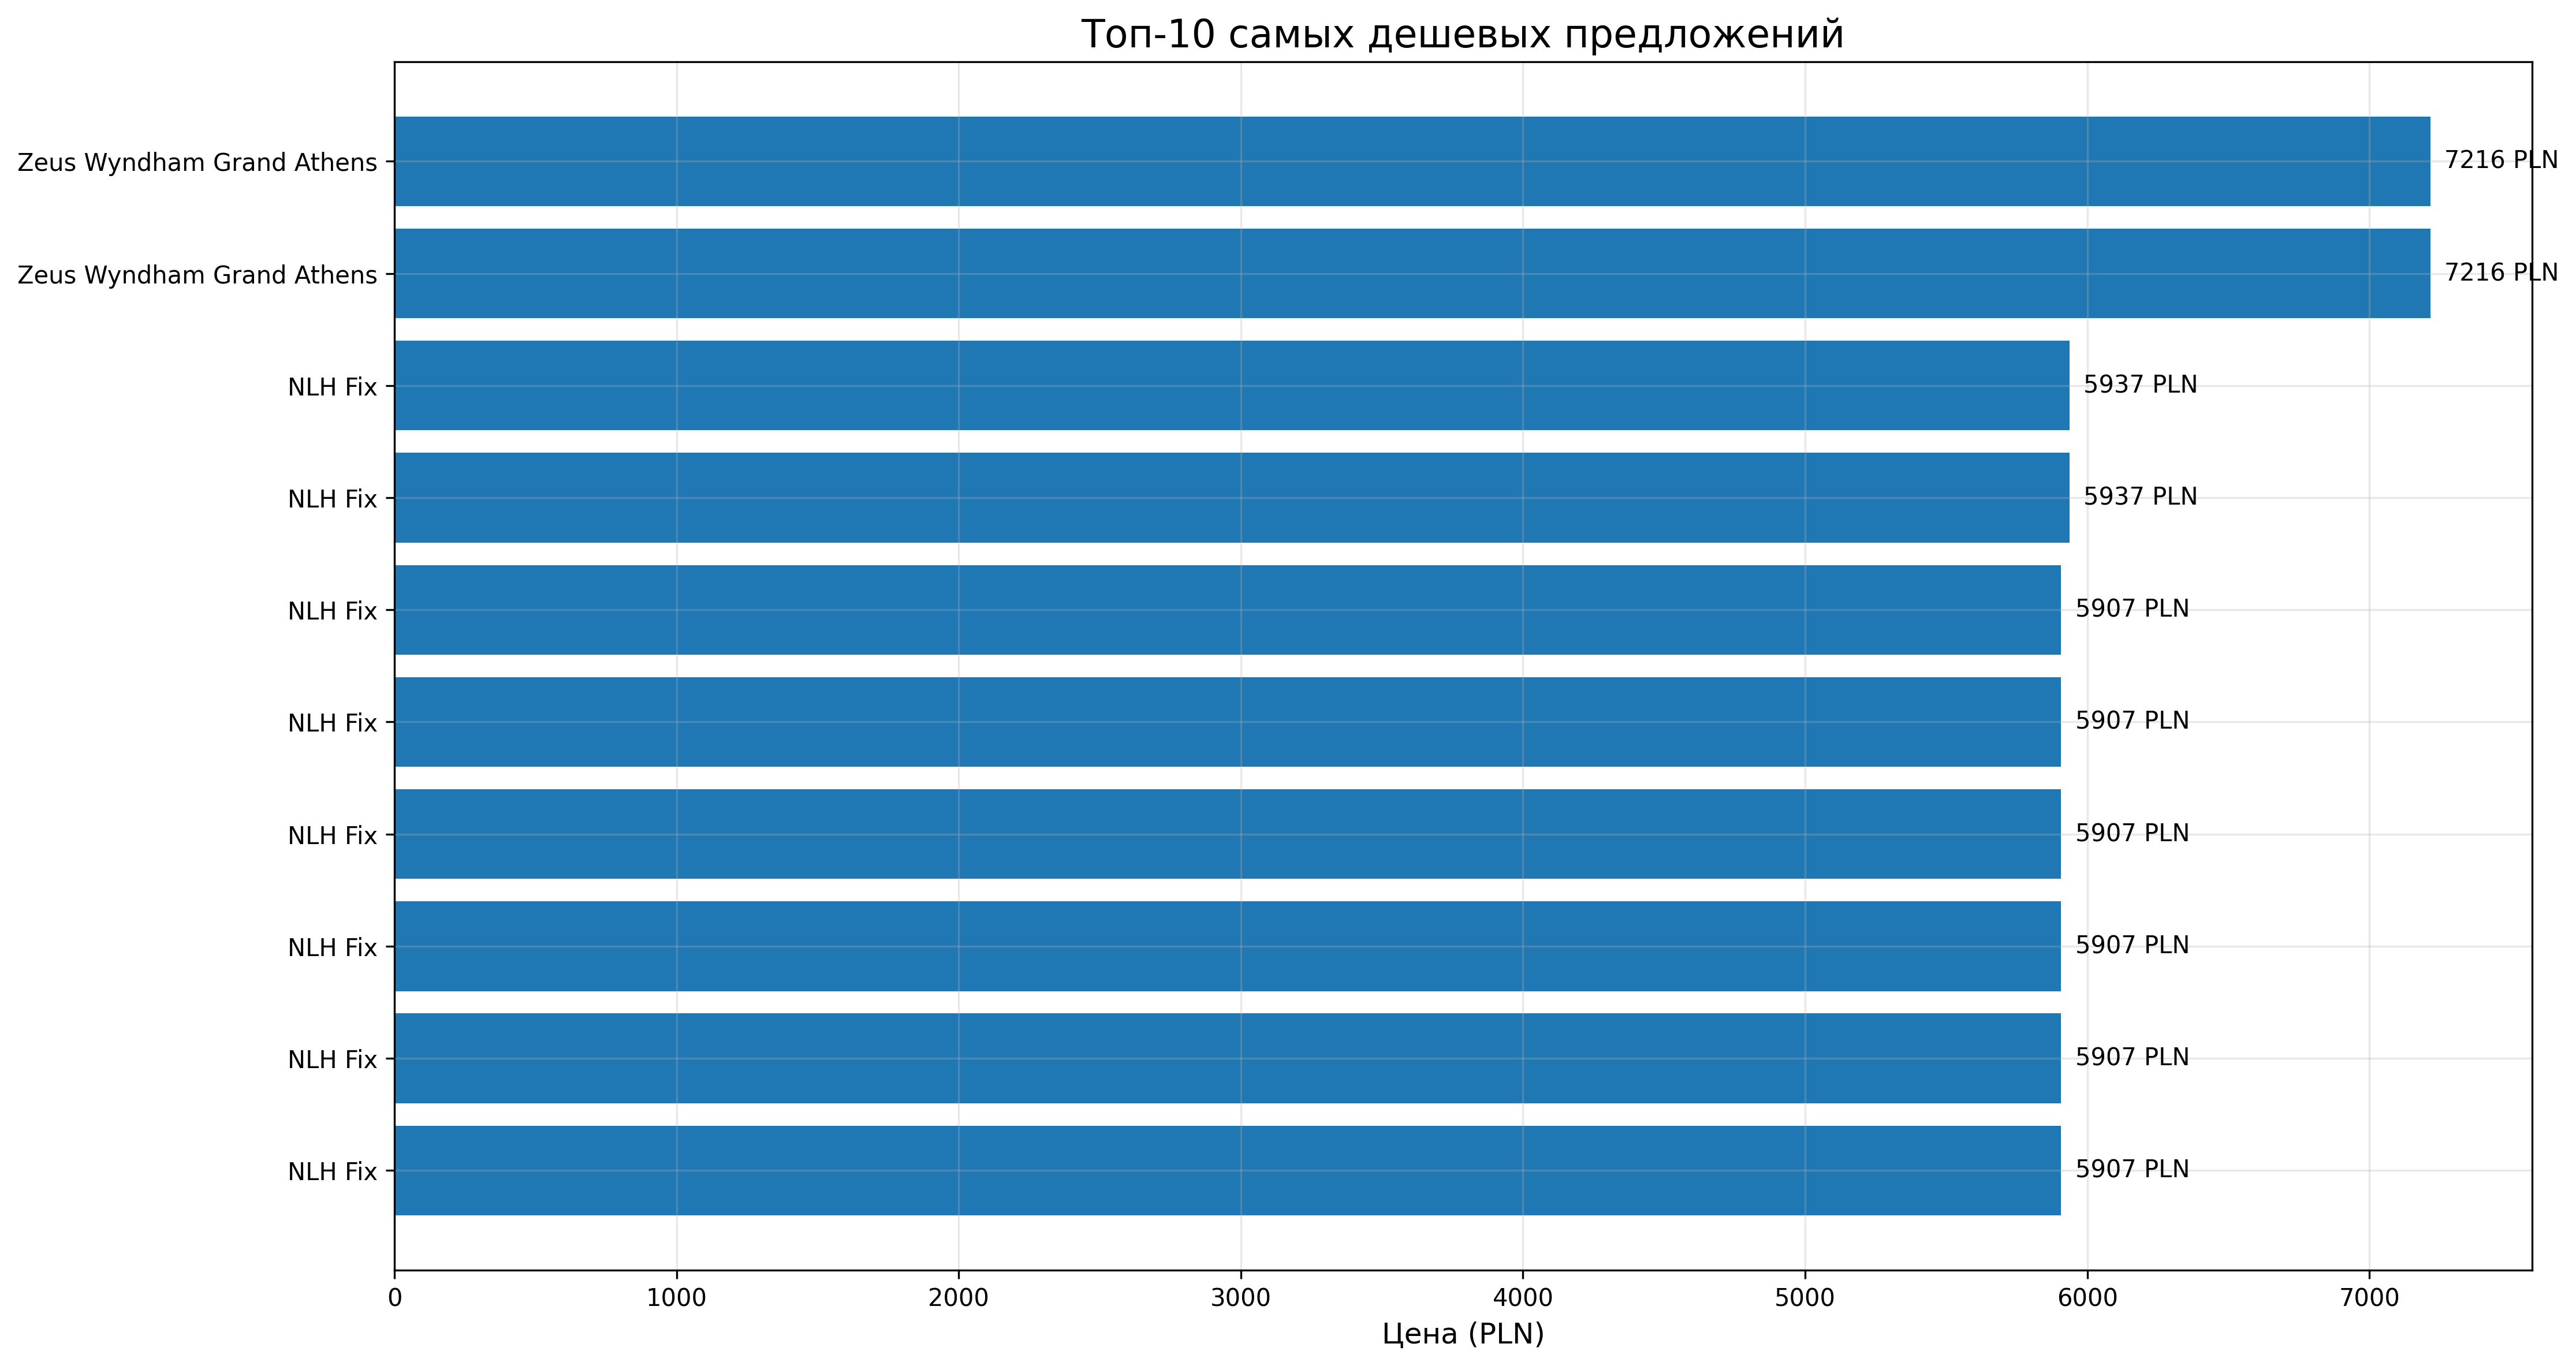 Топ-10 самых дешевых предложений
Zeus Wyndham Grand Athens
7216 PLN
Zeus Wyndham Grand Athens
7216 PLN
NLH Fix
5937 PLN
NLH Fix
5937 PLN
NLH Fix
5907 PLN
NLH Fix
5907 PLN
NLH Fix
5907 PLN
NLH Fix
5907 PLN
NLH Fix
5907 PLN
NLH Fix
5907 PLN
0 1000 2000 3000 4000 5000 6000 7000
Цена (PLN)